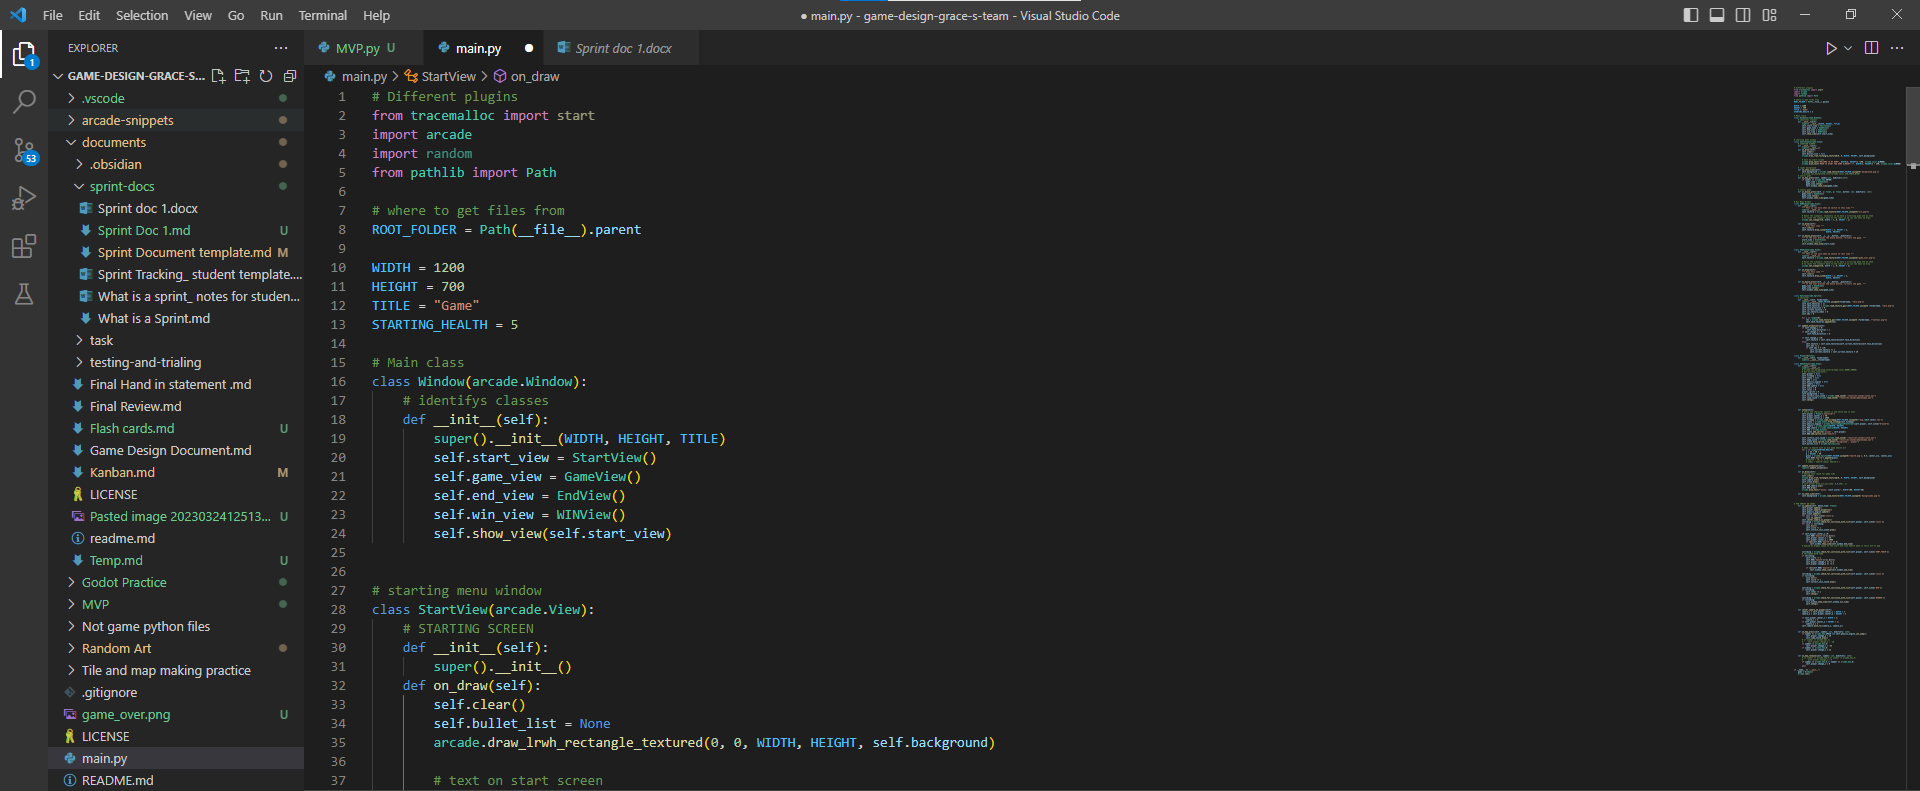 File Edit Selection View Go Run Terminal Help
● main.py - game-design-grace-s-team - Visual Studio Code
EXPLORER
GAME-DESIGN-GRACE-S...
.vscode
arcade-snippets
documents
.obsidian
sprint-docs
Sprint doc 1.docx
Sprint Doc 1.md U
Sprint Document template.md M
Sprint Tracking_ student template....
What is a sprint_ notes for studen...
What is a Sprint.md
task
testing-and-trialing
Final Hand in statement .md
Final Review.md
Flash cards.md U
Game Design Document.md
Kanban.md M
LICENSE
Pasted image 2023032412513... U
readme.md
Temp.md U
Godot Practice
MVP
Not game python files
Random Art
Tile and map making practice
.gitignore
game_over.png U
LICENSE
main.py
README.md
1
53
MVP.py U main.py Sprint doc 1.docx
main.py > StartView > on_draw
1 # Different plugins
2 from tracemalloc import start
3 import arcade
4 import random
5 from pathlib import Path
6
7 # where to get files from
8 ROOT_FOLDER = Path(__file__).parent
9
10 WIDTH = 1200
11 HEIGHT = 700
12 TITLE = "Game"
13 STARTING_HEALTH = 5
14
15 # Main class
16 class Window(arcade.Window):
17 # identifys classes
18 def __init__(self):
19 super().__init__(WIDTH, HEIGHT, TITLE)
20 self.start_view = StartView()
21 self.game_view = GameView()
22 self.end_view = EndView()
23 self.win_view = WINView()
24 self.show_view(self.start_view)
25
26
27 # starting menu window
28 class StartView(arcade.View):
29 # STARTING SCREEN
30 def __init__(self):
31 super().__init__()
32 def on_draw(self):
33 self.clear()
34 self.bullet_list = None
35 arcade.draw_lrwh_rectangle_textured(0, 0, WIDTH, HEIGHT, self.background)
36
37 # text on start screen